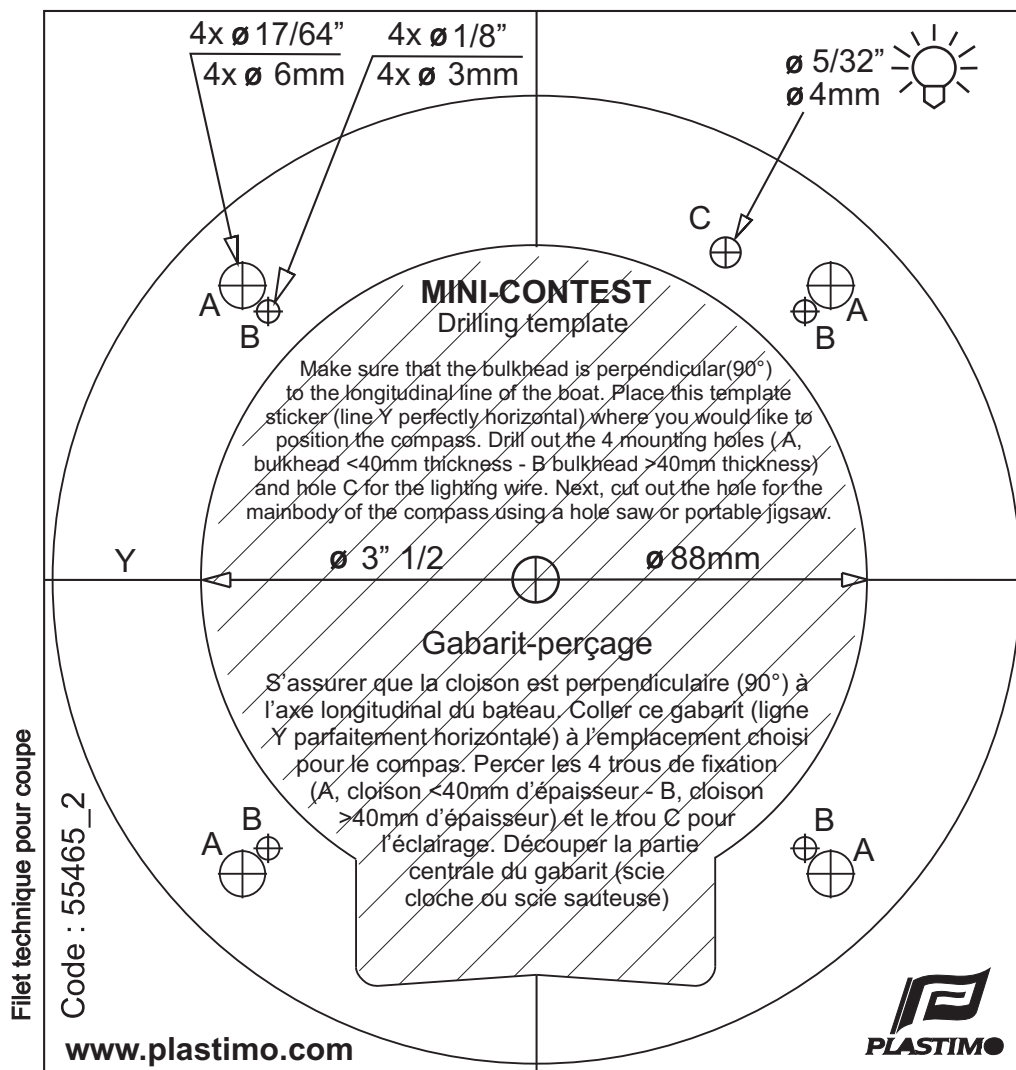 4x ø 17/64”
4x ø 6mm
4x ø 1/8”
4x ø 3mm
ø 5/32”
ø 4mm
C
A
B
B
A
MINI-CONTEST
Drilling template
Make sure that the bulkhead is perpendicular(90°)
to the longitudinal line of the boat. Place this template
sticker (line Y perfectly horizontal) where you would like to
position the compass. Drill out the 4 mounting holes ( A,
bulkhead <40mm thickness - B bulkhead >40mm thickness)
and hole C for the lighting wire. Next, cut out the hole for the
mainbody of the compass using a hole saw or portable jigsaw.
Y
ø 3” 1/2
ø 88mm
Gabarit-perçage
S’assurer que la cloison est perpendiculaire (90°) à
l’axe longitudinal du bateau. Coller ce gabarit (ligne
Y parfaitement horizontale) à l’emplacement choisi
pour le compas. Percer les 4 trous de fixation
(A, cloison <40mm d’épaisseur - B, cloison
>40mm d’épaisseur) et le trou C pour
l’éclairage. Découper la partie
centrale du gabarit (scie
cloche ou scie sauteuse)
B
A
B
A
Filet technique pour coupe
Code : 55465_2
www.plastimo.com
PLASTIMO